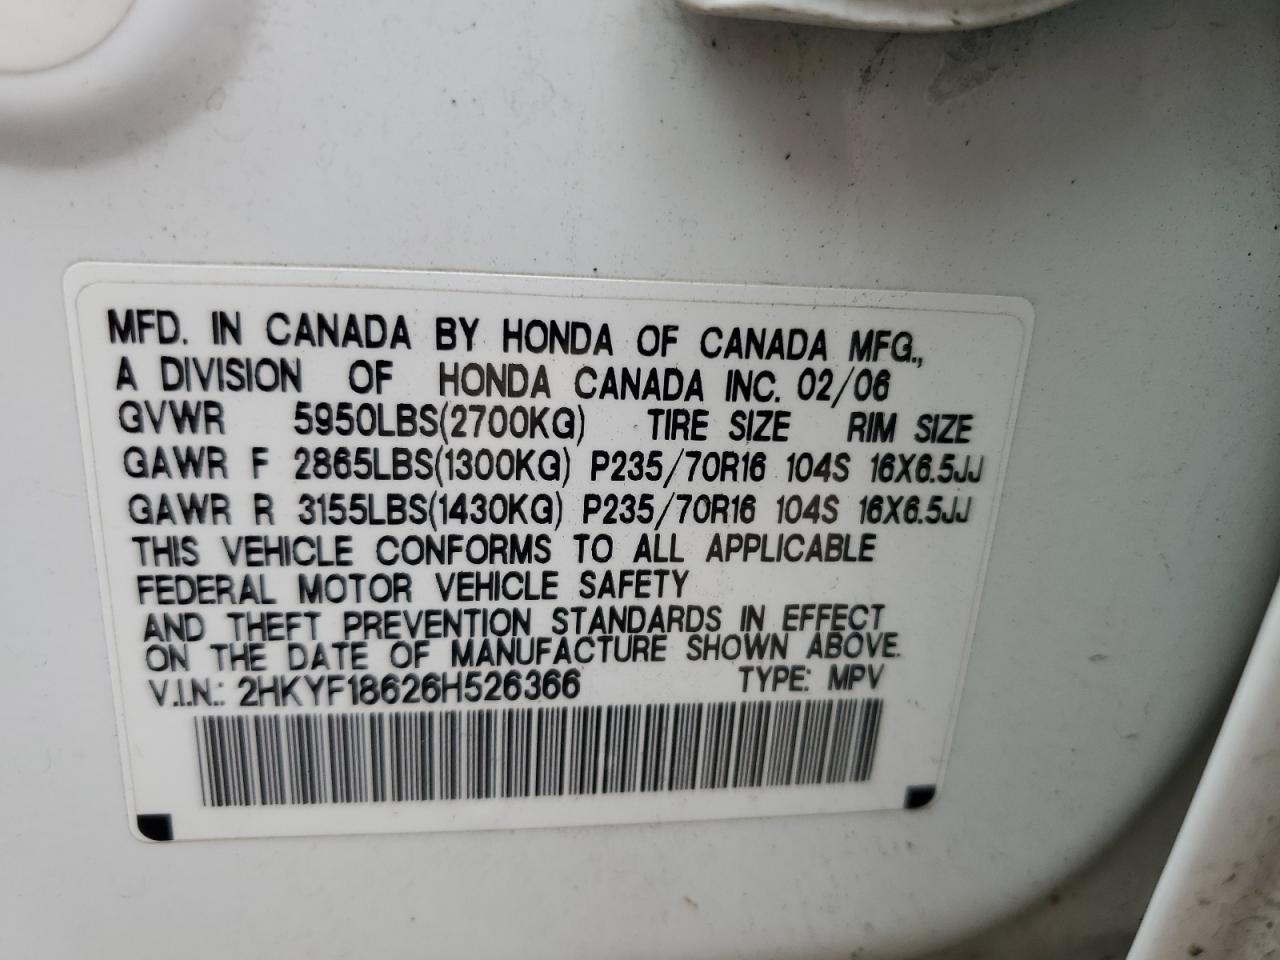 MFD. IN CANADA BY HONDA OF CANADA MFG.,
A DIVISION OF HONDA CANADA INC. 02/06
GVWR 5950LBS(2700KG) TIRE SIZE RIM SIZE
GAWR F 2865LBS(1300KG) P235/70R16 104S 16X6.5JJ
GAWR R 3155LBS(1430KG) P235/70R16 104S 16X6.5JJ
THIS VEHICLE CONFORMS TO ALL APPLICABLE
FEDERAL MOTOR VEHICLE SAFETY
AND THEFT PREVENTION STANDARDS IN EFFECT
ON THE DATE OF MANUFACTURE SHOWN ABOVE.
V.I.N.: 2HKYF18626H526366 TYPE: MPV